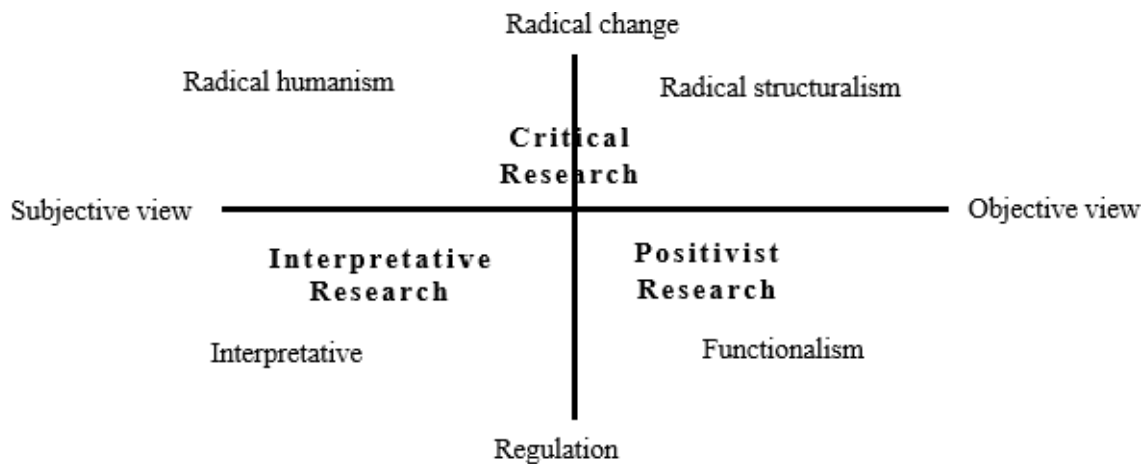 Radical change
Radical humanism
Radical structuralism
Critical
Research
Subjective view
Objective view
Interpretative
Research
Positivist
Research
Interpretative
Functionalism
Regulation